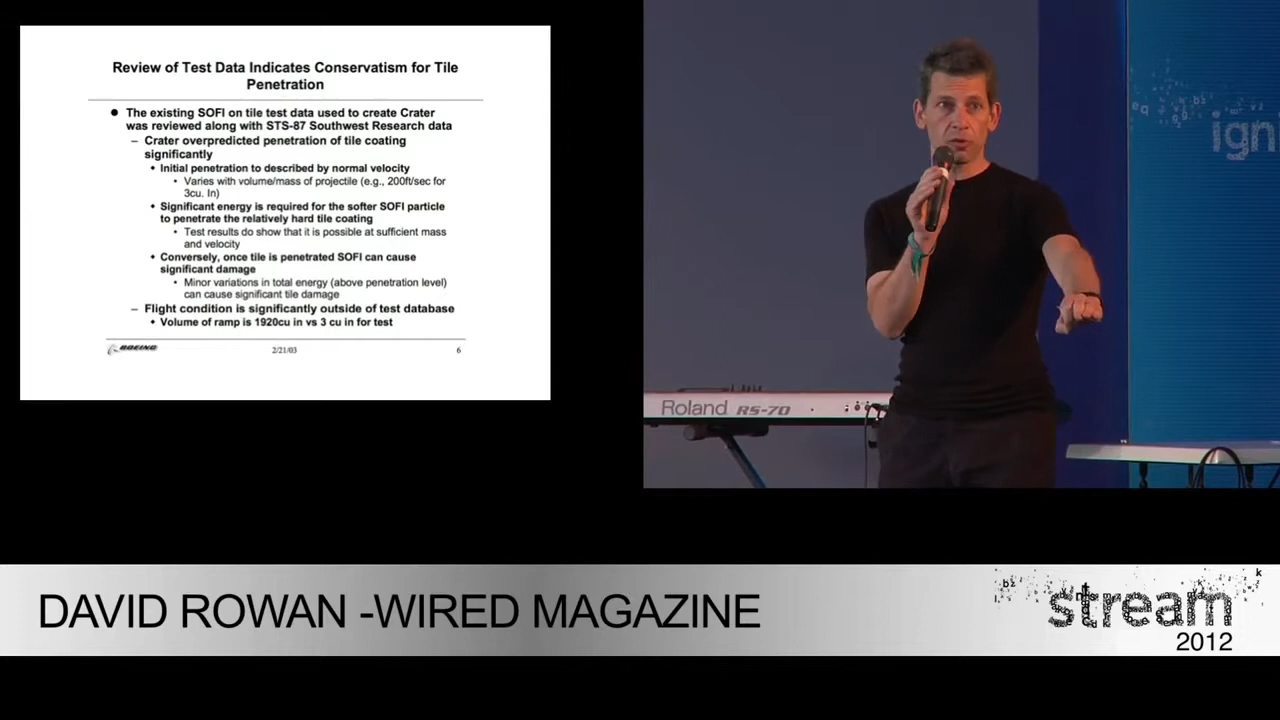 Review of Test Data Indicates Conservatism for Tile
Penetration
The existing SOFI on tile test data used to create Crater
was reviewed along with STS-87 Southwest Research data
– Crater overpredicted penetration of tile coating
significantly
Initial penetration to described by normal velocity
• Varies with volume/mass of projectile (e.g., 200ft/sec for
3cu. In)
Significant energy is required for the softer SOFI particle
to penetrate the relatively hard tile coating
• Test results do show that it is possible at sufficient mass
and velocity
Conversely, once tile is penetrated SOFI can cause
significant damage
• Minor variations in total energy (above penetration level)
can cause significant tile damage
– Flight condition is significantly outside of test database
Volume of ramp is 1920cu in vs 3 cu in for test
BOEING
2/21/03
6
ign
Roland RS-70
DAVID ROWAN -WIRED MAGAZINE
stream
2012